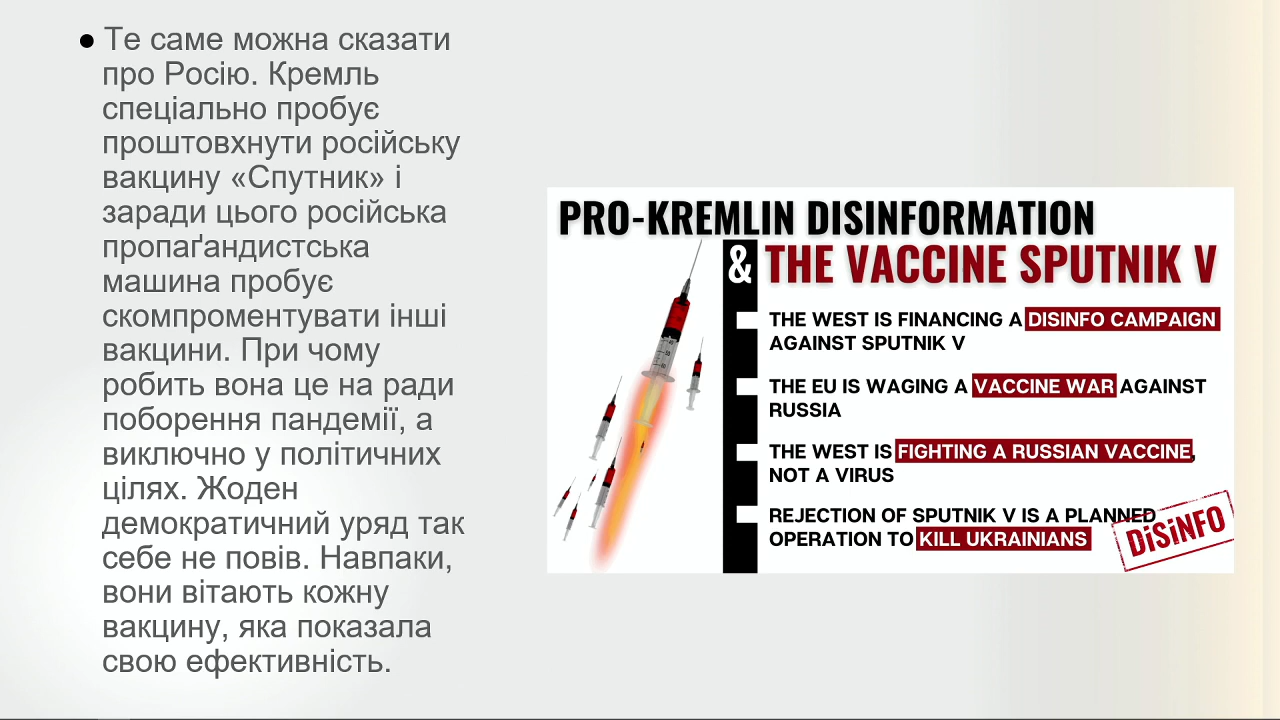 ● Те саме можна сказати
про Росію. Кремль
спеціально пробує
проштовхнути російську
вакцину «Спутник» і
заради цього російська
пропаґандистська
машина пробує
скомпроментувати інші
вакцини. При чому
робить вона це на ради
поборення пандемії, а
виключно у політичних
цілях. Жоден
демократичний уряд так
себе не повів. Навпаки,
вони вітають кожну
вакцину, яка показала
свою ефективність.
PRO-KREMLIN DISINFORMATION
& THE VACCINE SPUTNIK V
THE WEST IS FINANCING A DISINFO CAMPAIGN
AGAINST SPUTNIK V
THE EU IS WAGING A VACCINE WAR AGAINST
RUSSIA
THE WEST IS FIGHTING A RUSSIAN VACCINE,
NOT A VIRUS
REJECTION OF SPUTNIK V IS A PLANNED
OPERATION TO KILL UKRAINIANS
DiSiNFO